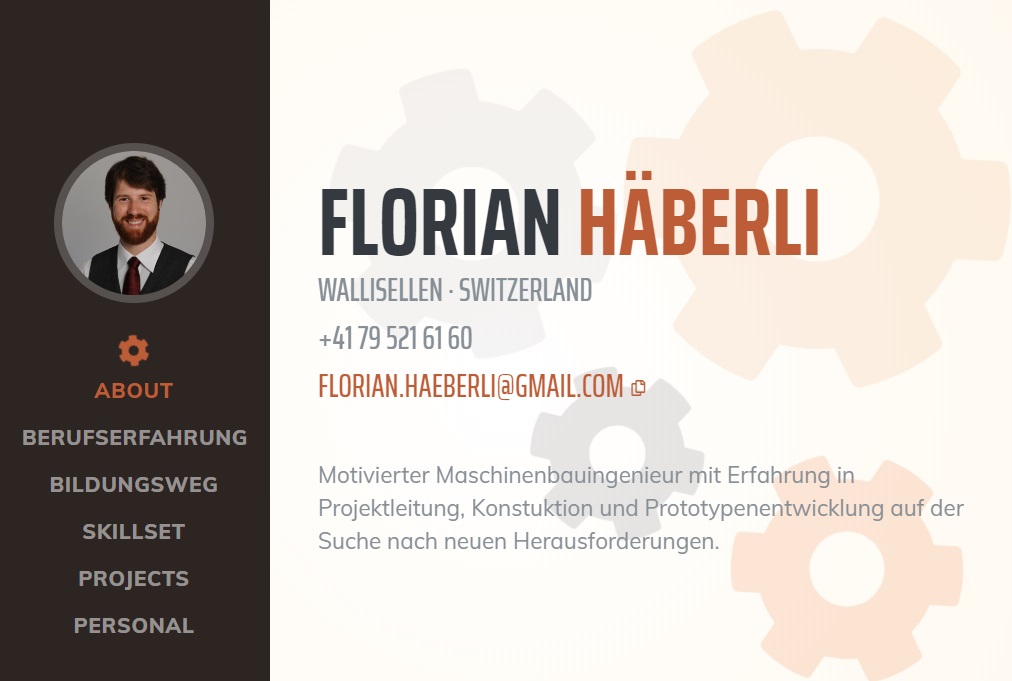 ABOUT
BERUFSERFAHRUNG
BILDUNGSWEG
SKILLSET
PROJECTS
PERSONAL
FLORIAN HÄBERLI
WALLISELLEN · SWITZERLAND
+41 79 521 61 60
FLORIAN.HAEBERLI@GMAIL.COM
Motivierter Maschinenbauingenieur mit Erfahrung in
Projektleitung, Konstuktion und Prototypenentwicklung auf der
Suche nach neuen Herausforderungen.